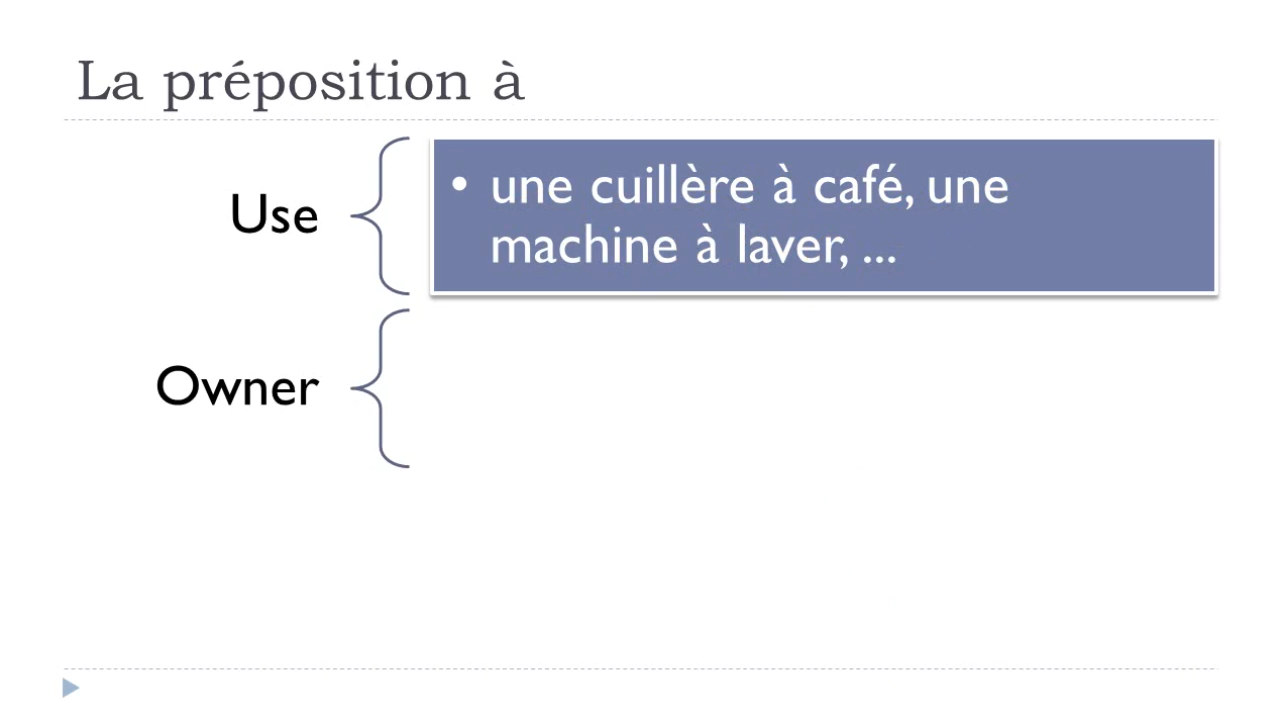 La préposition à
Use
• une cuillère à café, une
machine à laver, ...
Owner